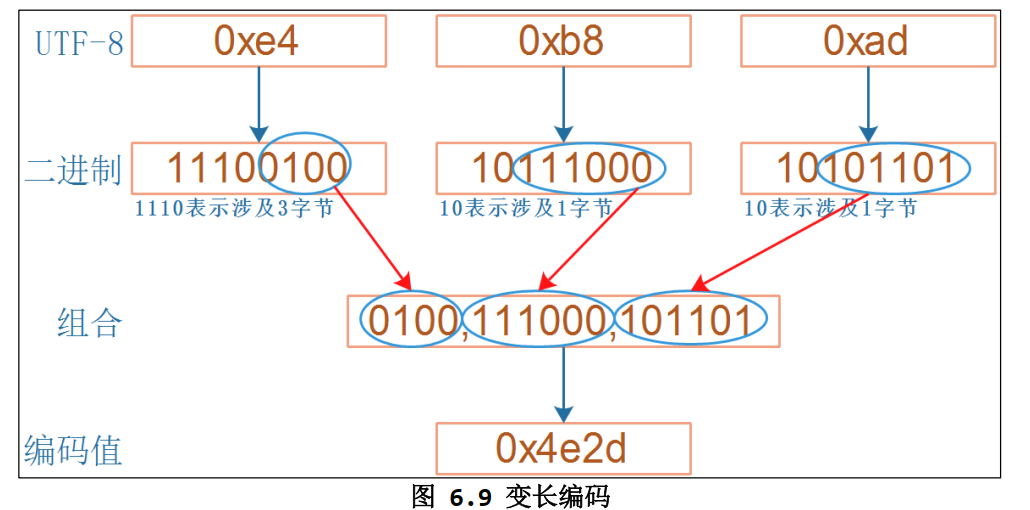 UTF-8 0xe4 0xb8 0xad
二进制 11100100 10111000 10101101
1110表示涉及3字节 10表示涉及1字节 10表示涉及1字节
组合 0100,111000,101101
编码值 0x4e2d
图 6.9 变长编码